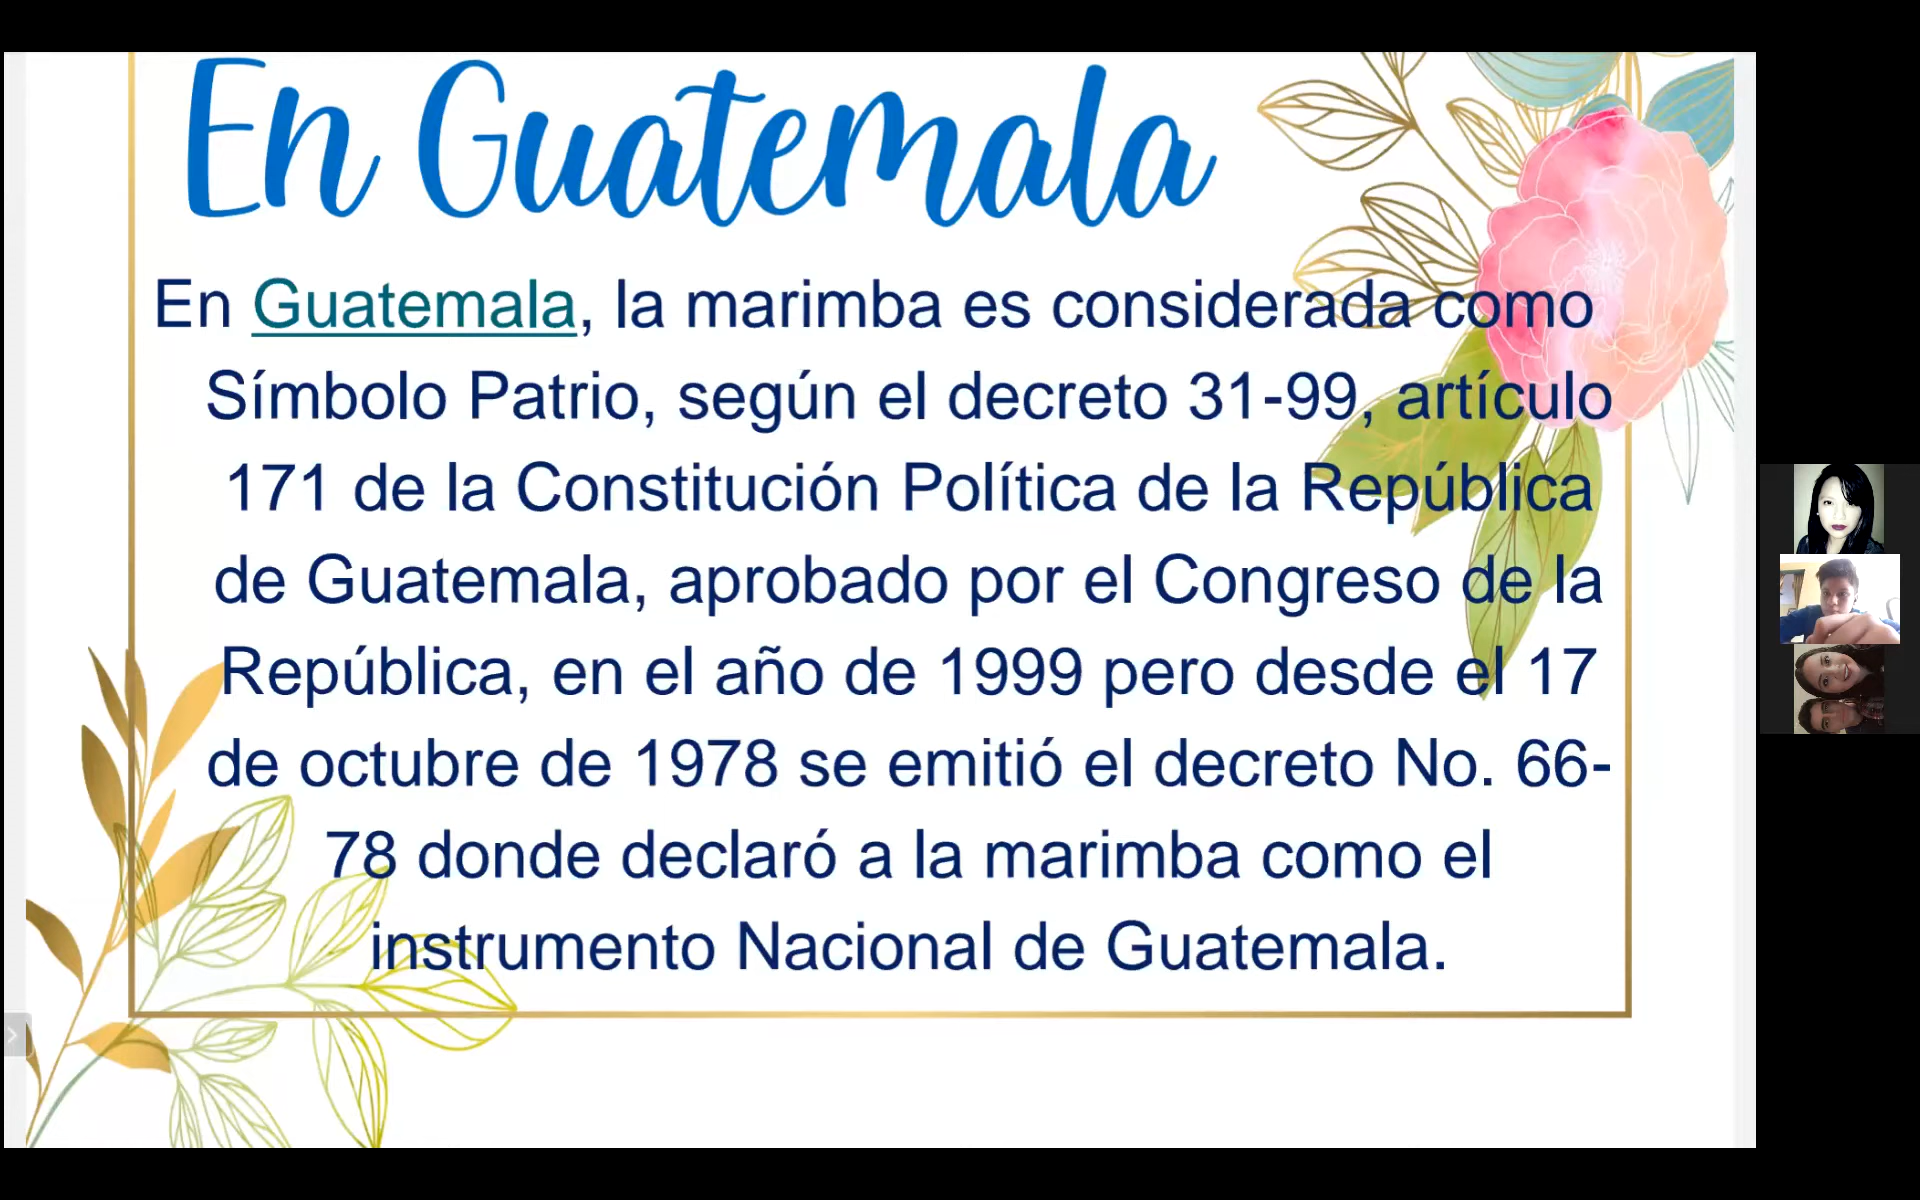 En Guatemala
En Guatemala, la marimba es considerada como
Símbolo Patrio, según el decreto 31-99, artículo
171 de la Constitución Política de la República
de Guatemala, aprobado por el Congreso de la
República, en el año de 1999 pero desde el 17
de octubre de 1978 se emitió el decreto No. 66-
78 donde declaró a la marimba como el
instrumento Nacional de Guatemala.